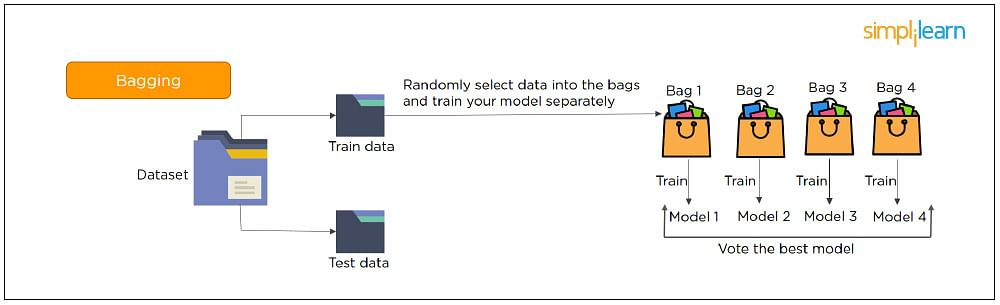 simplilearn
Bagging
Randomly select data into the bags
and train your model separately
Bag 1
Bag 2
Bag 3
Bag 4
Train data
Dataset
Train
Train
Train
Train
Model 1
Model 2
Model 3
Model 4
Vote the best model
Test data